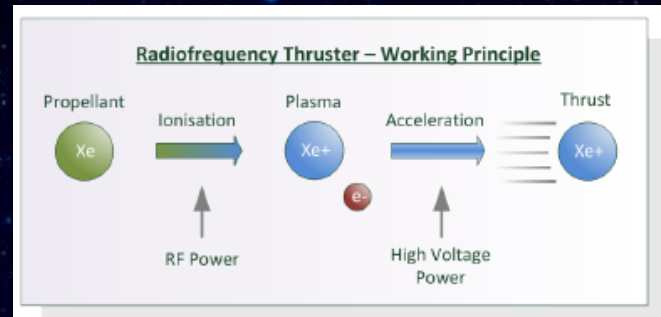 Radiofrequency Thruster – Working Principle
Propellant
Ionisation
Plasma
Acceleration
Thrust
Xe
Xe+
e-
Xe+
RF Power
High Voltage
Power